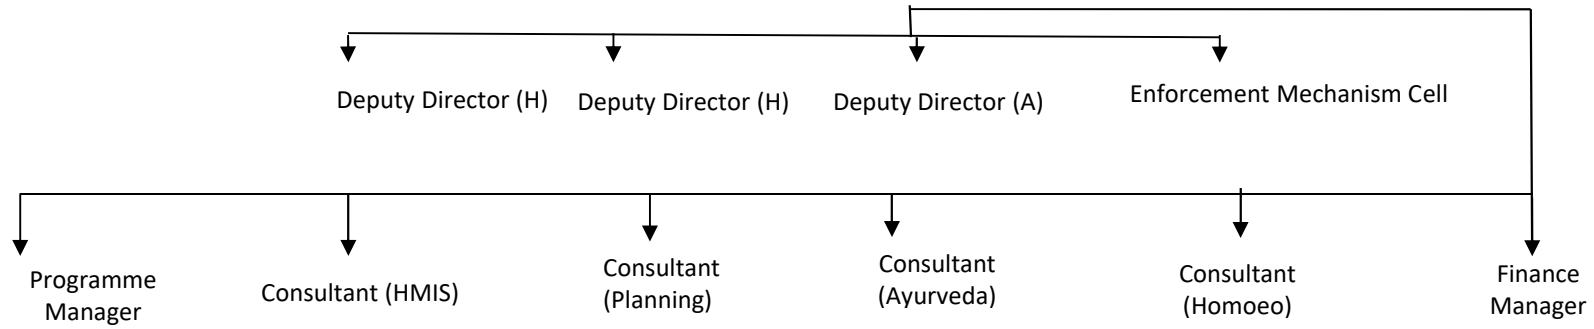 Deputy Director (H)
Deputy Director (H)
Deputy Director (A)
Enforcement Mechanism Cell
Programme
Manager
Consultant (HMIS)
Consultant
(Planning)
Consultant
(Ayurveda)
Consultant
(Homoeo)
Finance
Manager